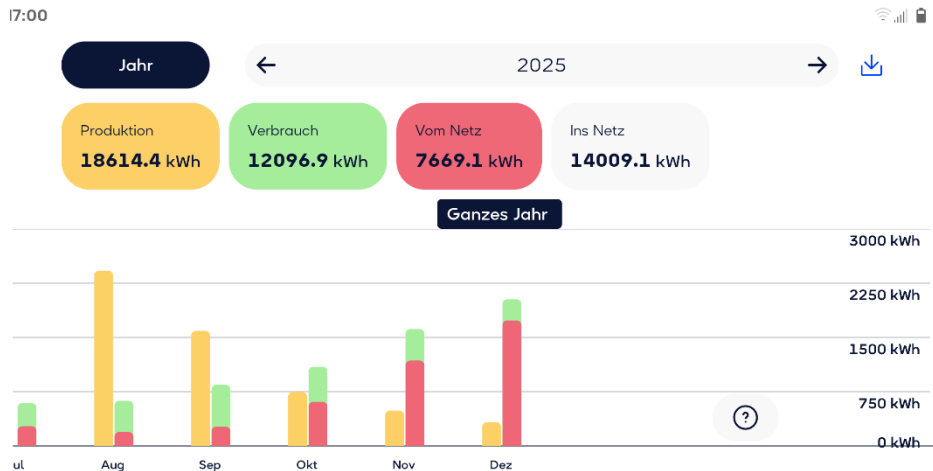 17:00
Jahr
2025
Produktion
18614.4 kWh
Verbrauch
12096.9 kWh
Vom Netz
7669.1 kWh
Ins Netz
14009.1 kWh
Ganzes Jahr
3000 kWh
2250 kWh
1500 kWh
750 kWh
?
0 kWh
ul Aug Sep Okt Nov Dez